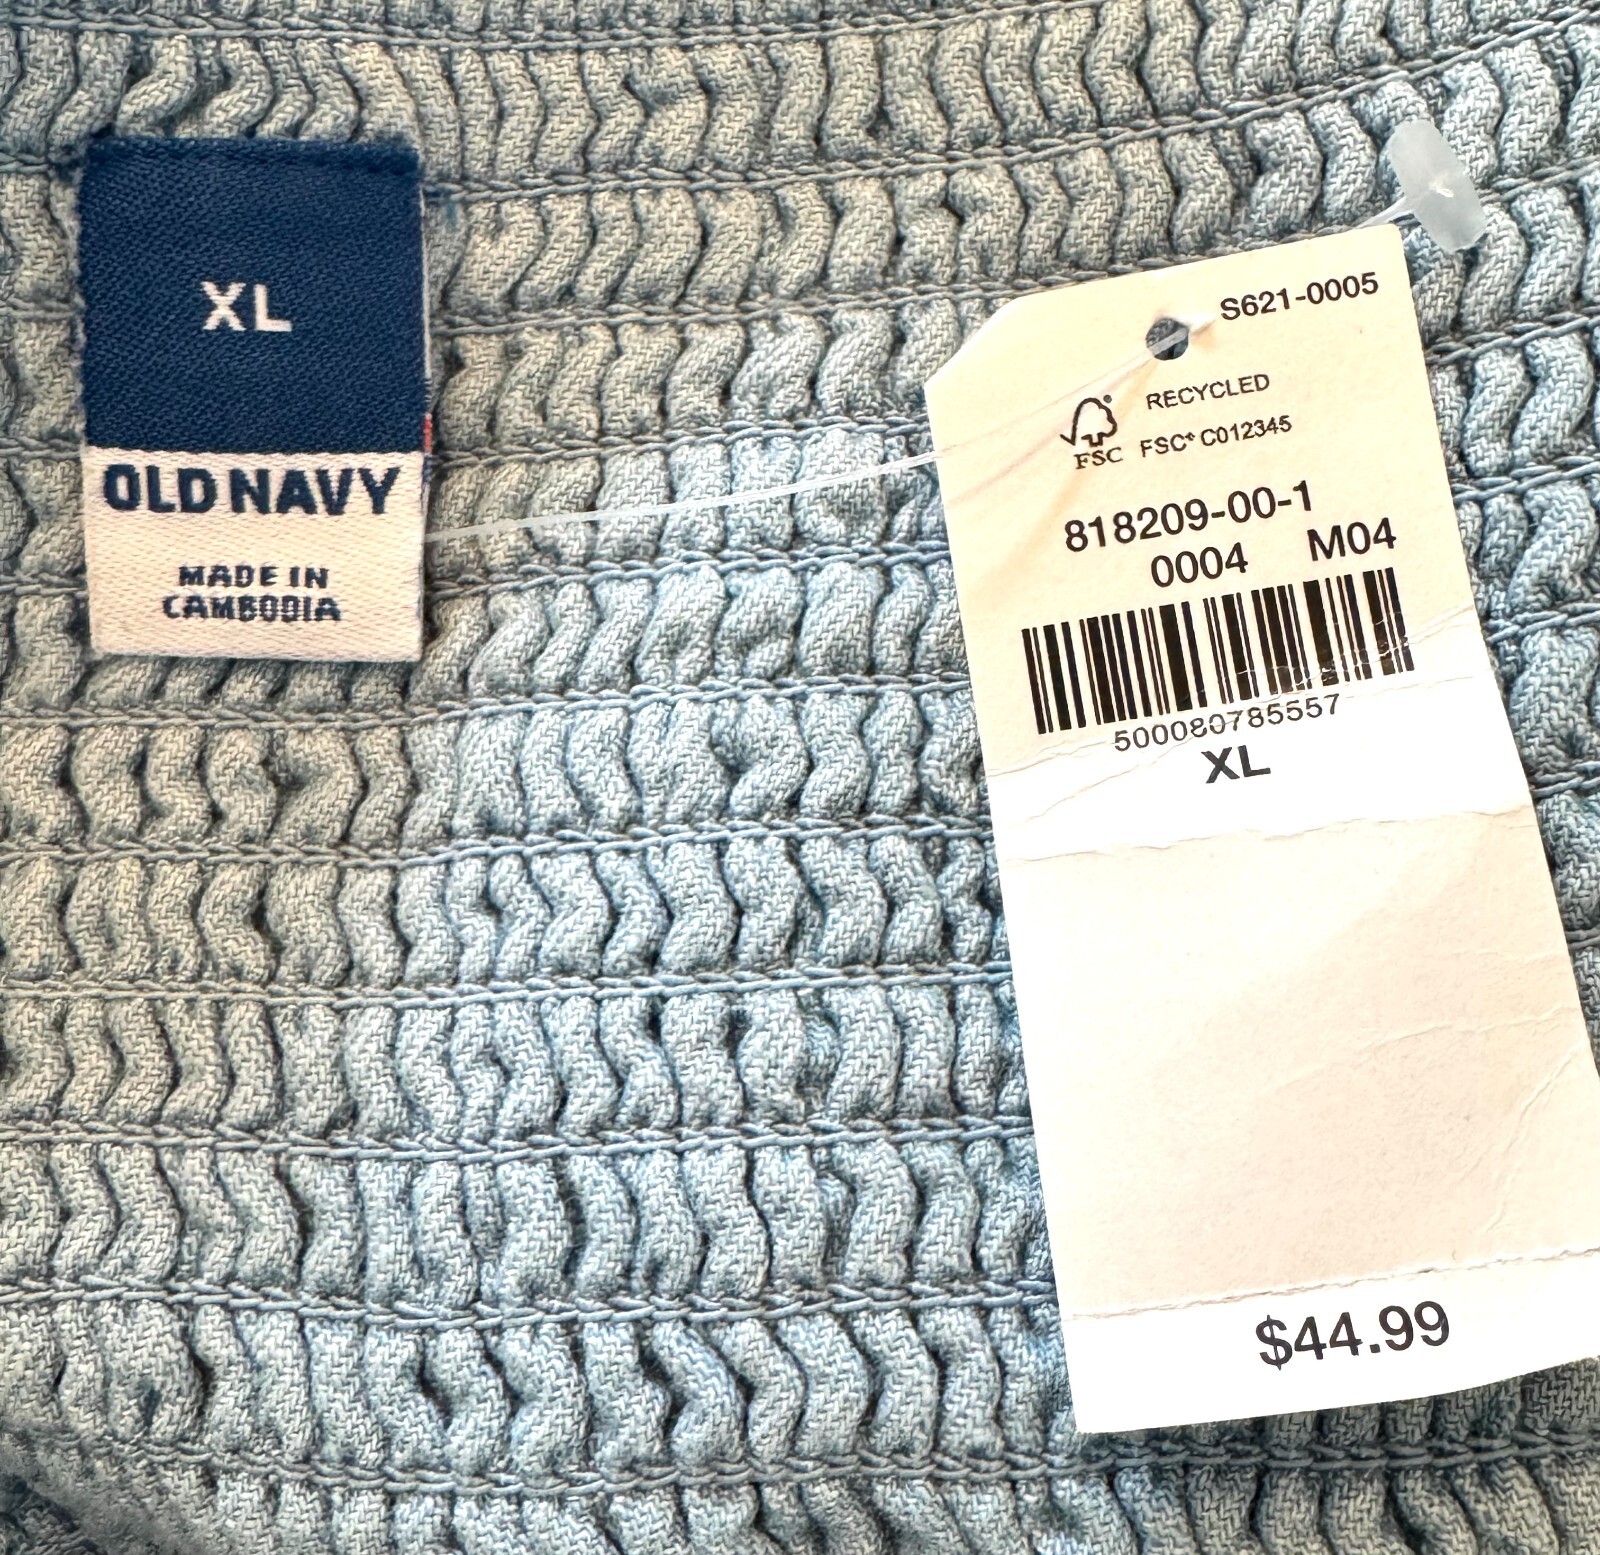 XL
OLD NAVY
MADE IN
CAMBODIA
S621-0005
RECYCLED
FSC® C012345
FSC
818209-00-1
0004 M04
500080785557
XL
$44.99